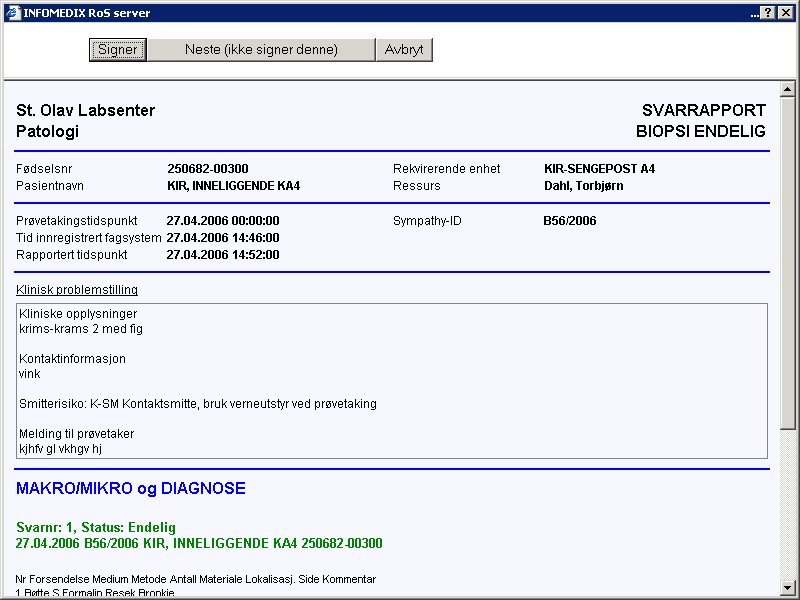 INFOMEDIX RoS server
Signer Neste (ikke signer denne) Avbryt
St. Olav Labsenter SVARRAPPORT
Patologi BIOPSI ENDELIG
Fødselsnr 250682-00300 Rekvirerende enhet KIR-SENGEPOST A4
Pasientnavn KIR, INNELIGGENDE KA4 Ressurs Dahl, Torbjørn
Prøvetakingstidspunkt 27.04.2006 00:00:00 Sympathy-ID B56/2006
Tid innregistrert fagsystem 27.04.2006 14:46:00
Rapportert tidspunkt 27.04.2006 14:52:00
Klinisk problemstilling
Kliniske opplysninger
krims-krams 2 med fig
Kontaktinformasjon
vink
Smitterisiko: K-SM Kontaktsmitte, bruk verneutstyr ved prøvetaking
Melding til prøvetaker
kjhfv gl vkhgv hj
MAKRO/MIKRO og DIAGNOSE
Svarnr: 1, Status: Endelig
27.04.2006 B56/2006 KIR, INNELIGGENDE KA4 250682-00300
Nr Forsendelse Medium Metode Antall Materiale Lokalisasj. Side Kommentar
1 Bøtte S Formalin Resek Bronkie